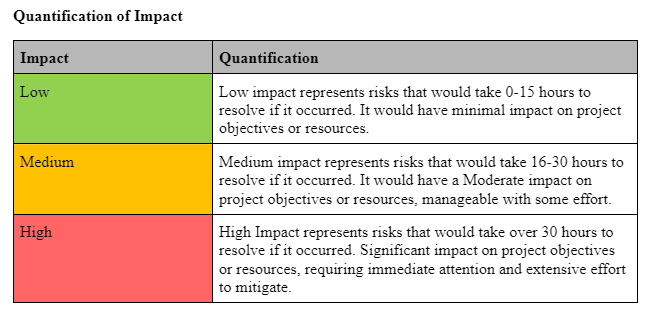 Quantification of Impact
Impact
Quantification
Low
Low impact represents risks that would take 0-15 hours to
resolve if it occurred. It would have minimal impact on project
objectives or resources.
Medium
Medium impact represents risks that would take 16-30 hours to
resolve if it occurred. It would have a Moderate impact on
project objectives or resources, manageable with some effort.
High
High Impact represents risks that would take over 30 hours to
resolve if it occurred. Significant impact on project objectives
or resources, requiring immediate attention and extensive effort
to mitigate.